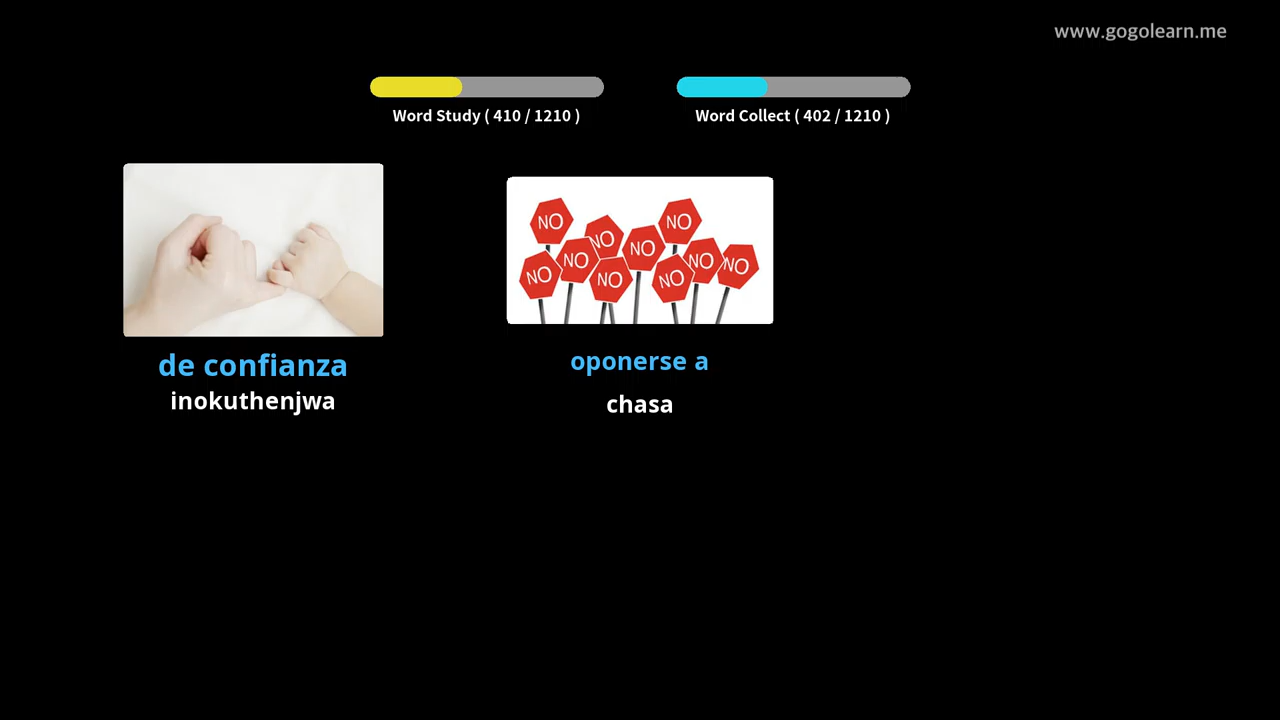 www.gogolearn.me
Word Study ( 410 / 1210 )
Word Collect ( 402 / 1210 )
NO
NO
NO
NO
NO
NO
NO
NO
NO
NO
de confianza
inokuthenjwa
oponerse a
chasa